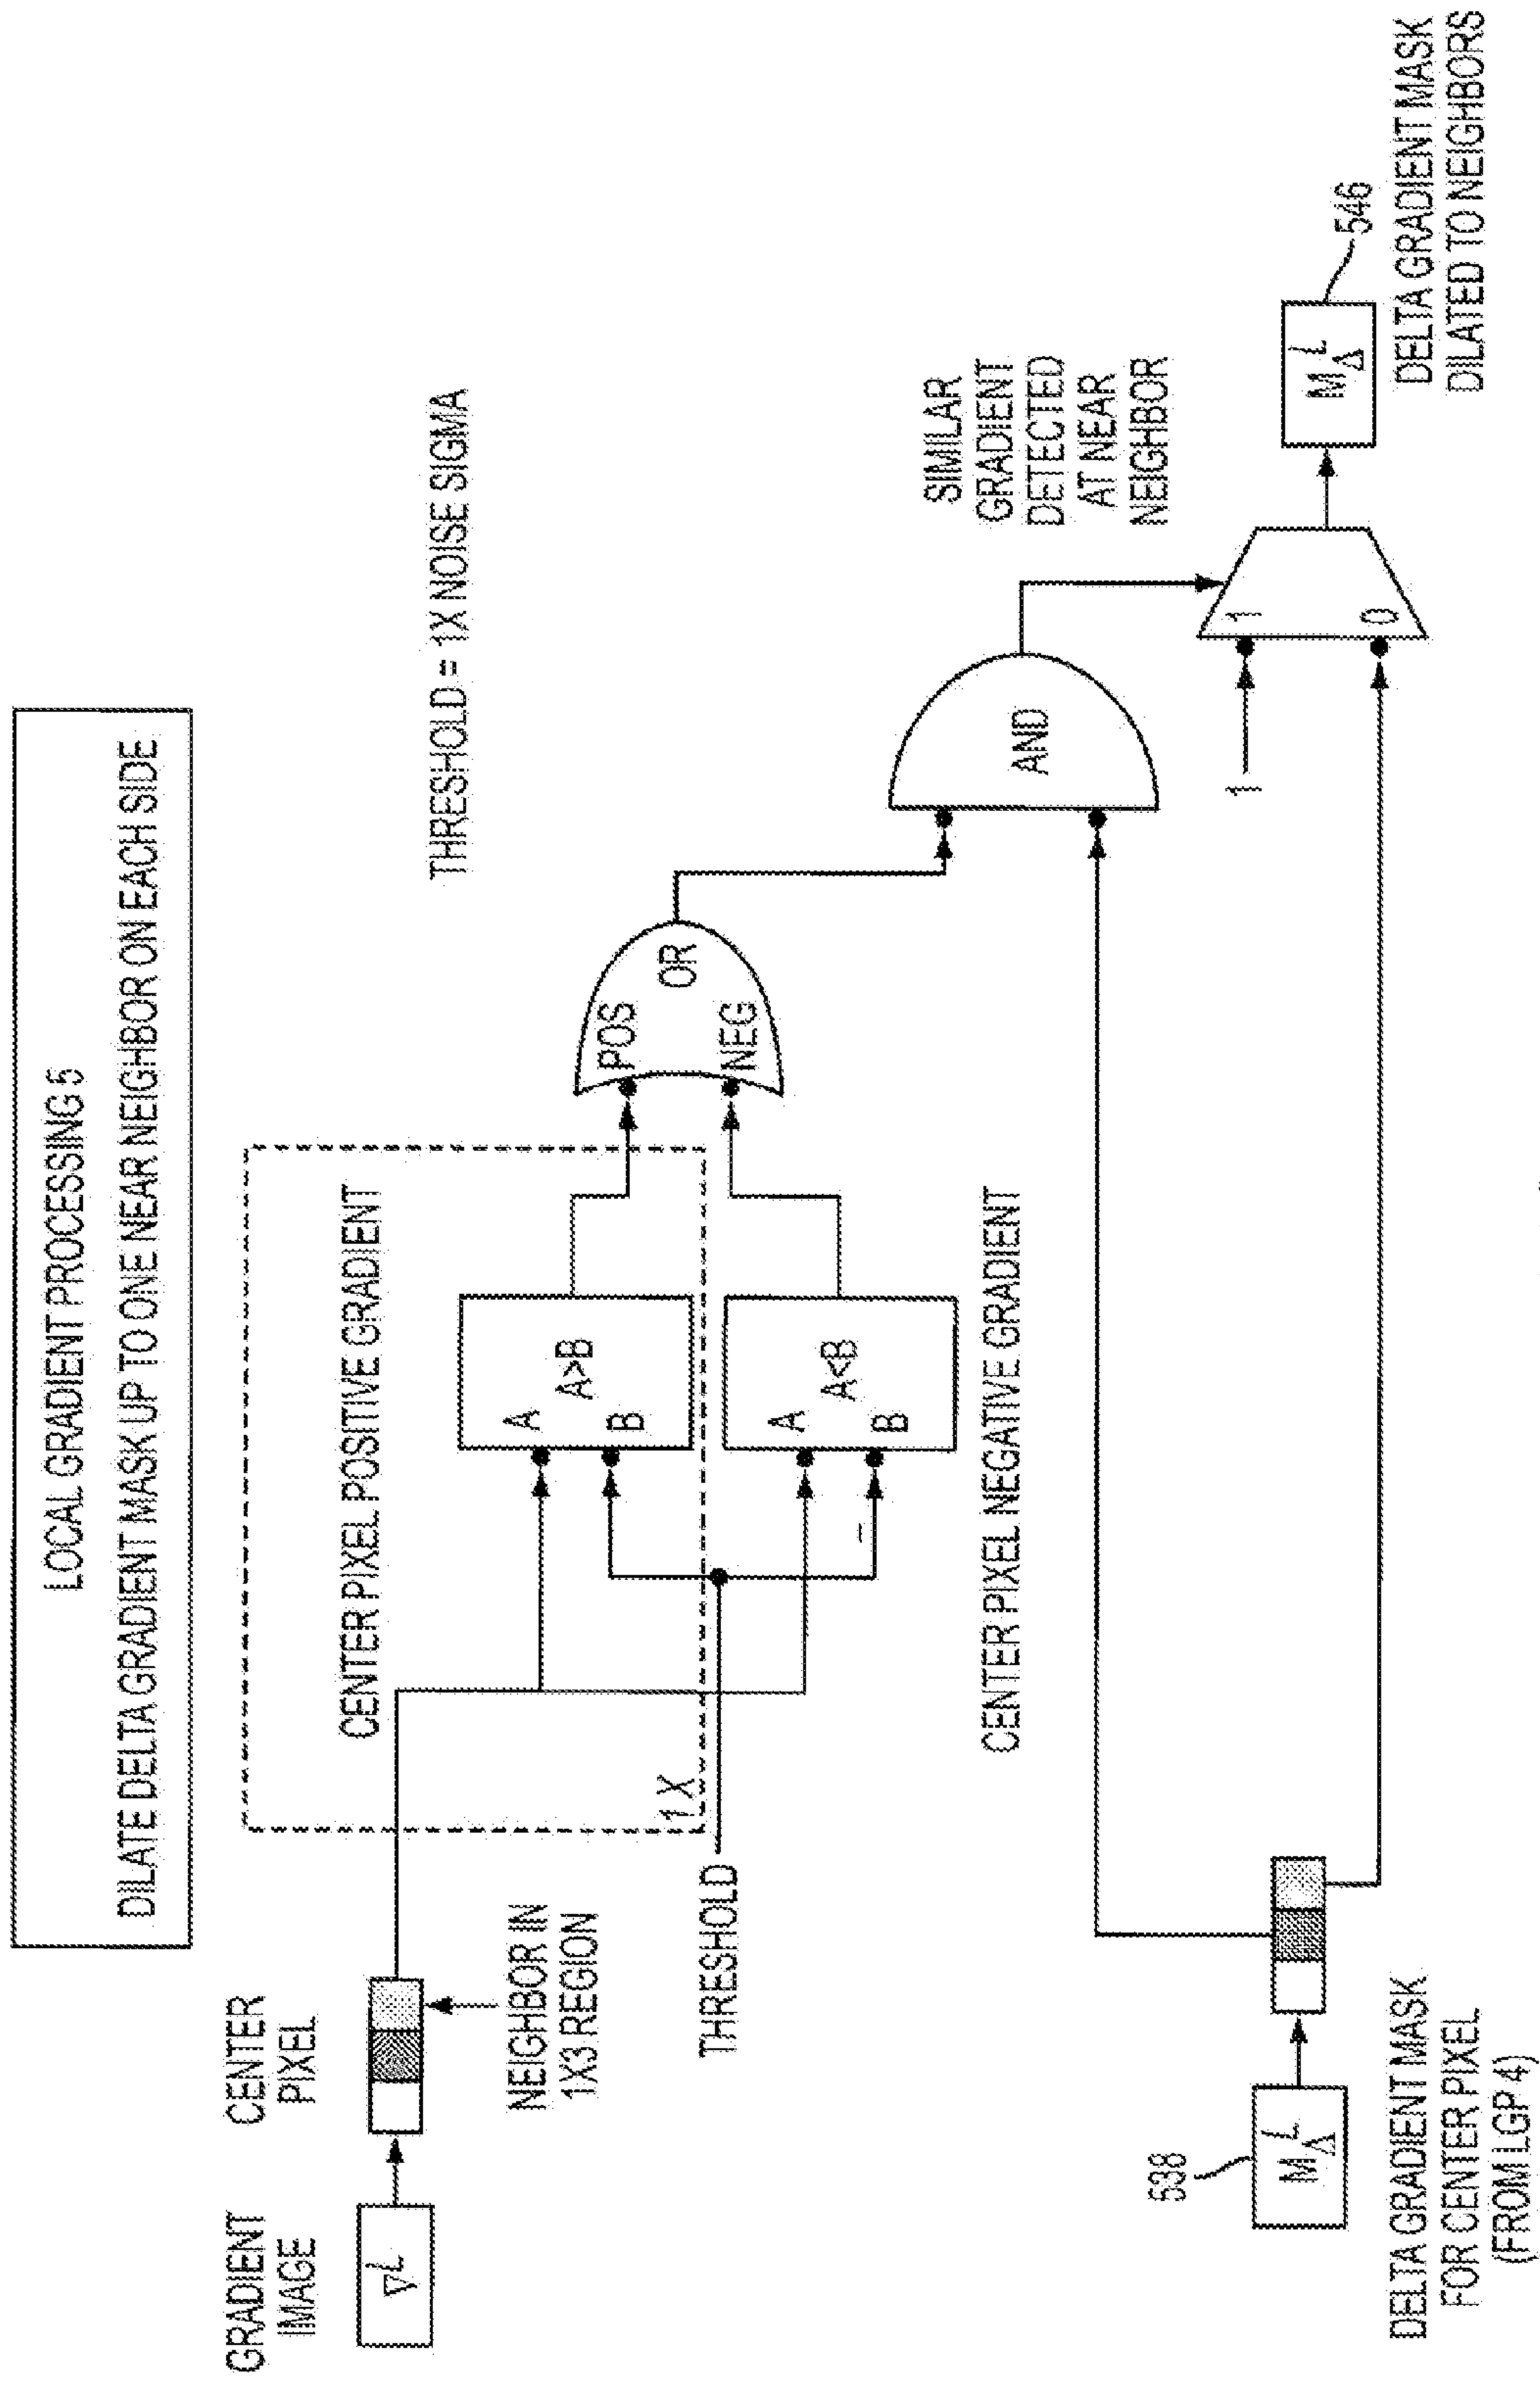 LOCAL GRADIENT PROCESSING 5
DILATE DELTA GRADIENT MASK UP TO ONE NEAR NEIGHBOR ON EACH SIDE
GRADIENT
IMAGE
∇L
CENTER
PIXEL
NEIGHBOR IN
1X3 REGION
CENTER PIXEL POSITIVE GRADIENT
1X
A
A>B
B
THRESHOLD
A
A<B
B
–
CENTER PIXEL NEGATIVE GRADIENT
POS
OR
NEG
THRESHOLD = 1X NOISE SIGMA
AND
SIMILAR
GRADIENT
DETECTED
AT NEAR
NEIGHBOR
1
1
0
538
MΔL
DELTA GRADIENT MASK
FOR CENTER PIXEL
(FROM LGP 4)
MΔL
546
DELTA GRADIENT MASK
DILATED TO NEIGHBORS